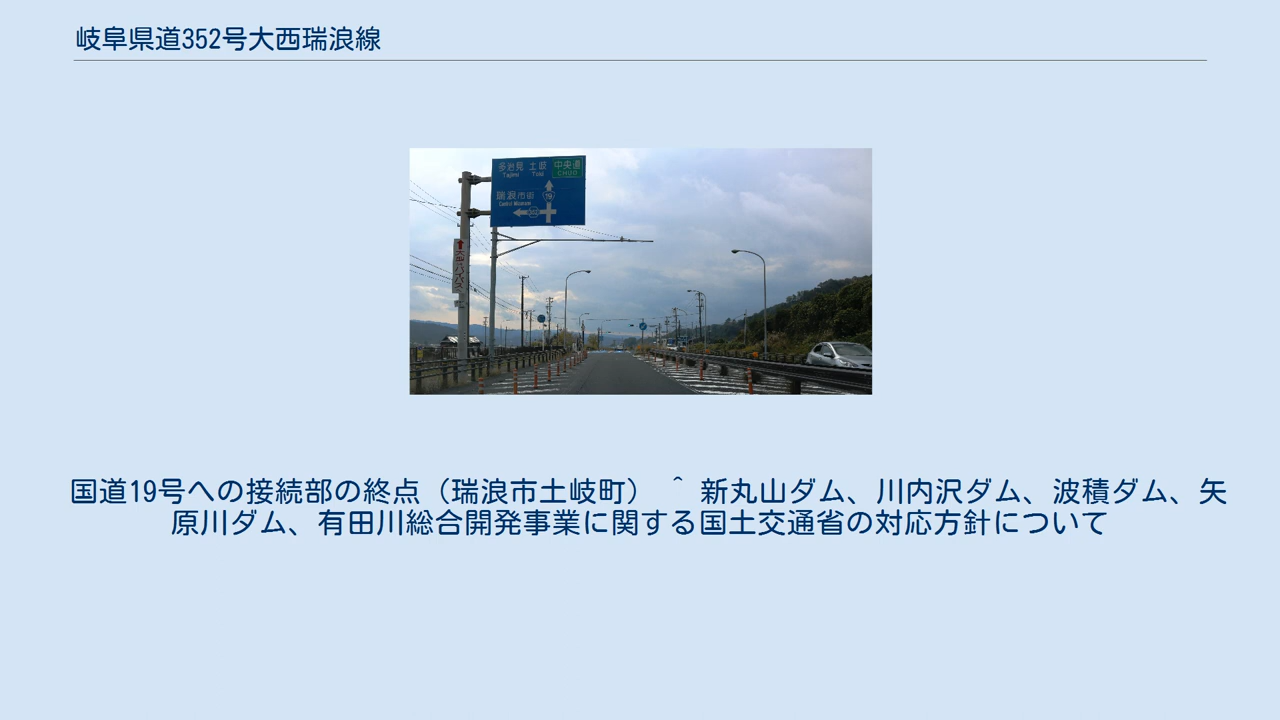 岐阜県道352号大西瑞浪線
多治見 土岐 中央道
Tajimi Toki CHUO
瑞浪市街
19
352
国道19号への接続部の終点（瑞浪市土岐町） ^ 新丸山ダム、川内沢ダム、波積ダム、矢
原川ダム、有田川総合開発事業に関する国土交通省の対応方針について